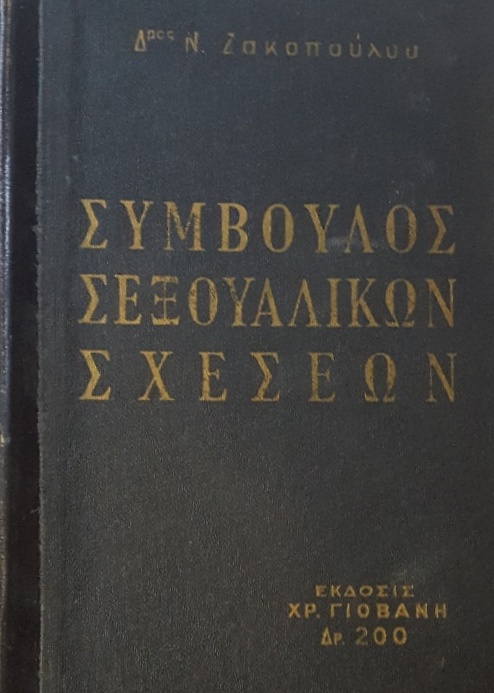 Δρος Ν. Ζακοπούλου
ΣΥΜΒΟΥΛΟΣ
ΣΕΞΟΥΑΛΙΚΩΝ
ΣΧΕΣΕΩΝ
ΕΚΔΟΣΙΣ
ΧΡ. ΓΙΟΒΑΝΗ
Δρ. 200